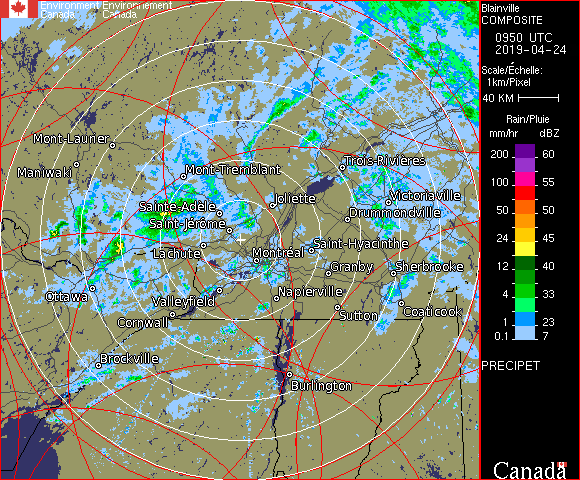 Environment Environnement
Canada Canada
Blainville
COMPOSITE
0950 UTC
2019-04-24
Scale/Échelle:
1km/Pixel
40 KM
Rain/Pluie
mm/hr dBZ
200 60
100 55
50 50
24 45
12 40
4 33
1 23
0.1 7
PRECIPET
Canada
Mont-Laurier
Maniwaki
Mont-Tremblant
Trois-Rivières
Joliette
Victoriaville
Sainte-Adèle
Drummondville
Saint-Jérôme
Saint-Hyacinthe
Lachute
Montréal
Granby
Sherbrooke
Ottawa
Valleyfield
Napierville
Cornwall
Sutton
Coaticook
Brockville
Burlington